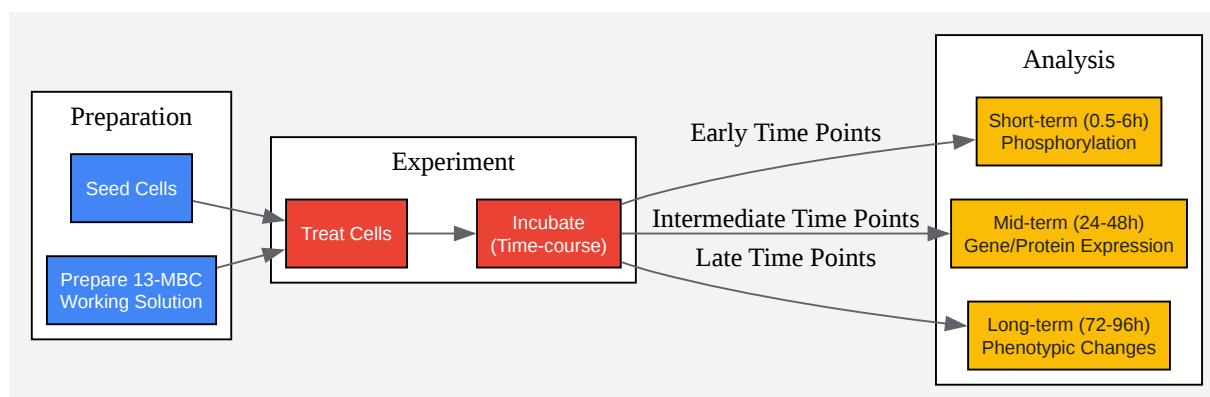 Preparation
Seed Cells
Prepare 13-MBC
Working Solution
Experiment
Treat Cells
Incubate
(Time-course)
Early Time Points
Intermediate Time Points
Late Time Points
Analysis
Short-term (0.5-6h)
Phosphorylation
Mid-term (24-48h)
Gene/Protein Expression
Long-term (72-96h)
Phenotypic Changes